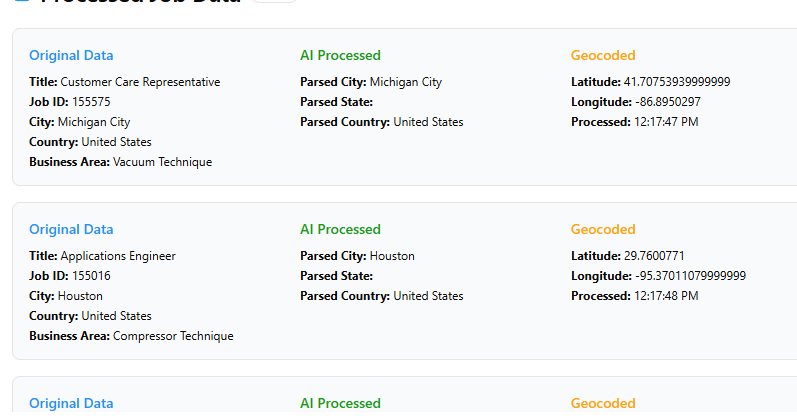 Processed Job Data
Original Data
Title: Customer Care Representative
Job ID: 155575
City: Michigan City
Country: United States
Business Area: Vacuum Technique
AI Processed
Parsed City: Michigan City
Parsed State:
Parsed Country: United States
Geocoded
Latitude: 41.70753939999999
Longitude: -86.8950297
Processed: 12:17:47 PM
Original Data
Title: Applications Engineer
Job ID: 155016
City: Houston
Country: United States
Business Area: Compressor Technique
AI Processed
Parsed City: Houston
Parsed State:
Parsed Country: United States
Geocoded
Latitude: 29.7600771
Longitude: -95.37011079999999
Processed: 12:17:48 PM
Original Data
AI Processed
Geocoded